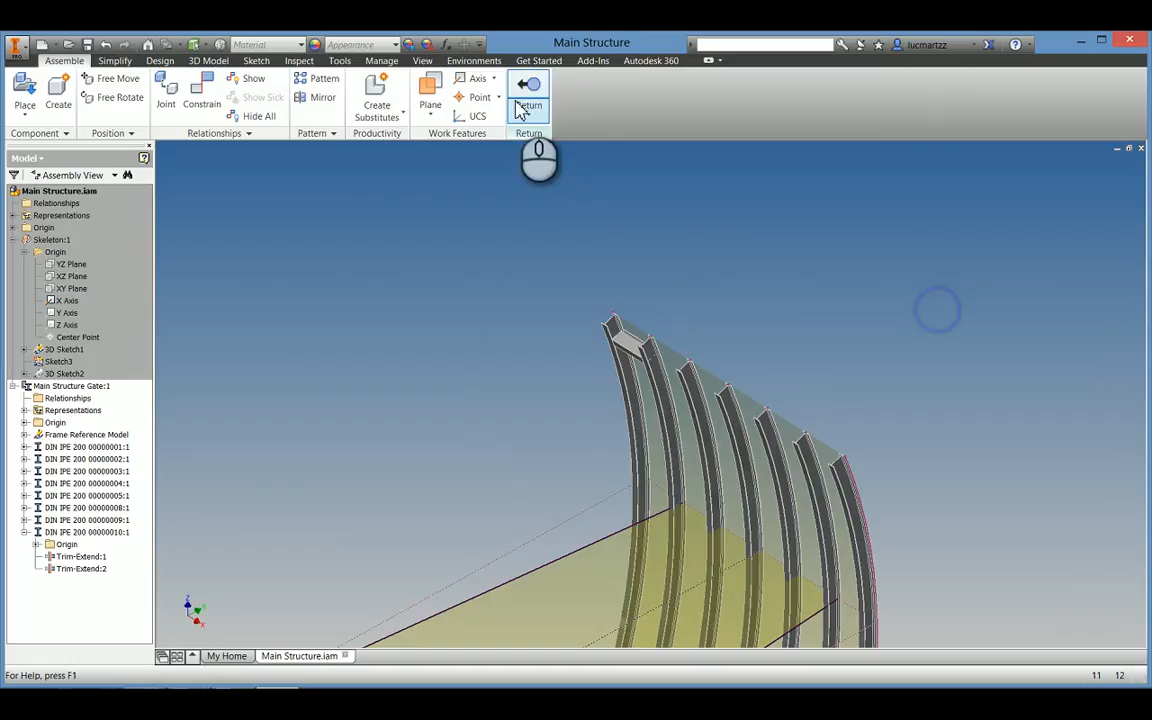 PRO
Material
Appearance
Main Structure
lucmartzz
Assemble Simplify Design 3D Model Sketch Inspect Tools Manage View Environments Get Started Add-Ins Autodesk 360
Place Create Free Move Free Rotate Joint Constrain Show Show Sick Hide All Pattern Mirror Create Substitutes Plane Axis Point UCS Return
Component Position Relationships Pattern Productivity Work Features Return
Model
Assembly View
Main Structure.iam
Relationships
Representations
Origin
Skeleton:1
Origin
YZ Plane
XZ Plane
XY Plane
X Axis
Y Axis
Z Axis
Center Point
3D Sketch1
Sketch3
3D Sketch2
Main Structure Gate:1
Relationships
Representations
Origin
Frame Reference Model
DIN IPE 200 00000001:1
DIN IPE 200 00000002:1
DIN IPE 200 00000003:1
DIN IPE 200 00000004:1
DIN IPE 200 00000005:1
DIN IPE 200 00000008:1
DIN IPE 200 00000009:1
DIN IPE 200 00000010:1
Origin
Trim-Extend:1
Trim-Extend:2
Z
Y
X
My Home Main Structure.iam
For Help, press F1
11 12